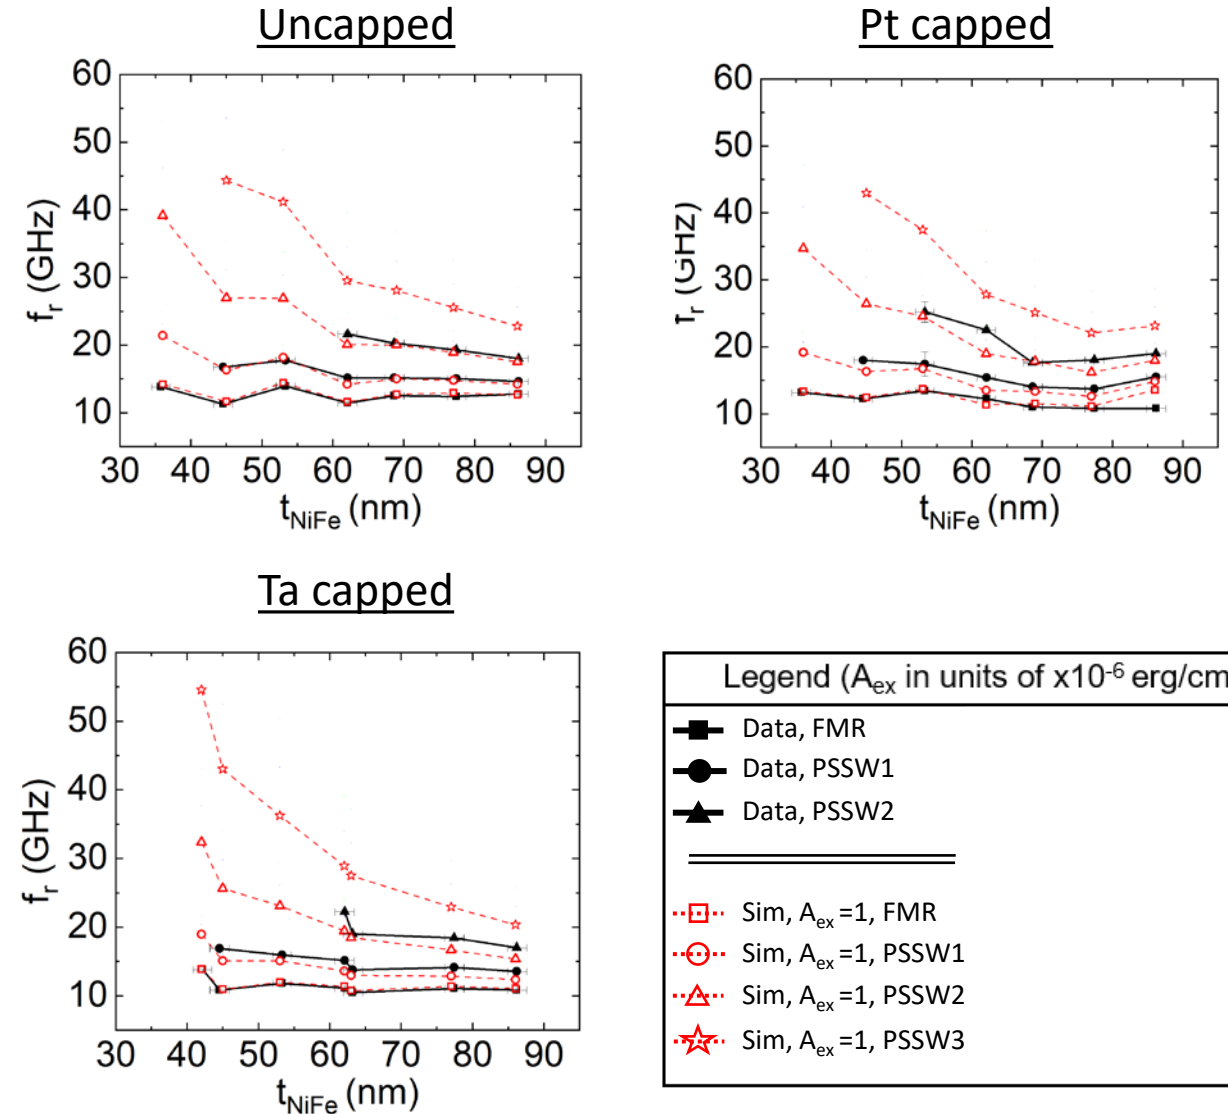 Uncapped
60
50
40
30
20
10
f_r (GHz)
30 40 50 60 70 80 90
t_NiFe (nm)
Pt capped
60
50
40
30
20
10
(GHz)
30 40 50 60 70 80 90
t_NiFe (nm)
Ta capped
60
50
40
30
20
10
f_r (GHz)
30 40 50 60 70 80 90
t_NiFe (nm)
Legend (A_ex in units of x10^-6 erg/cm
Data, FMR
Data, PSSW1
Data, PSSW2
Sim, A_ex =1, FMR
Sim, A_ex =1, PSSW1
Sim, A_ex =1, PSSW2
Sim, A_ex =1, PSSW3